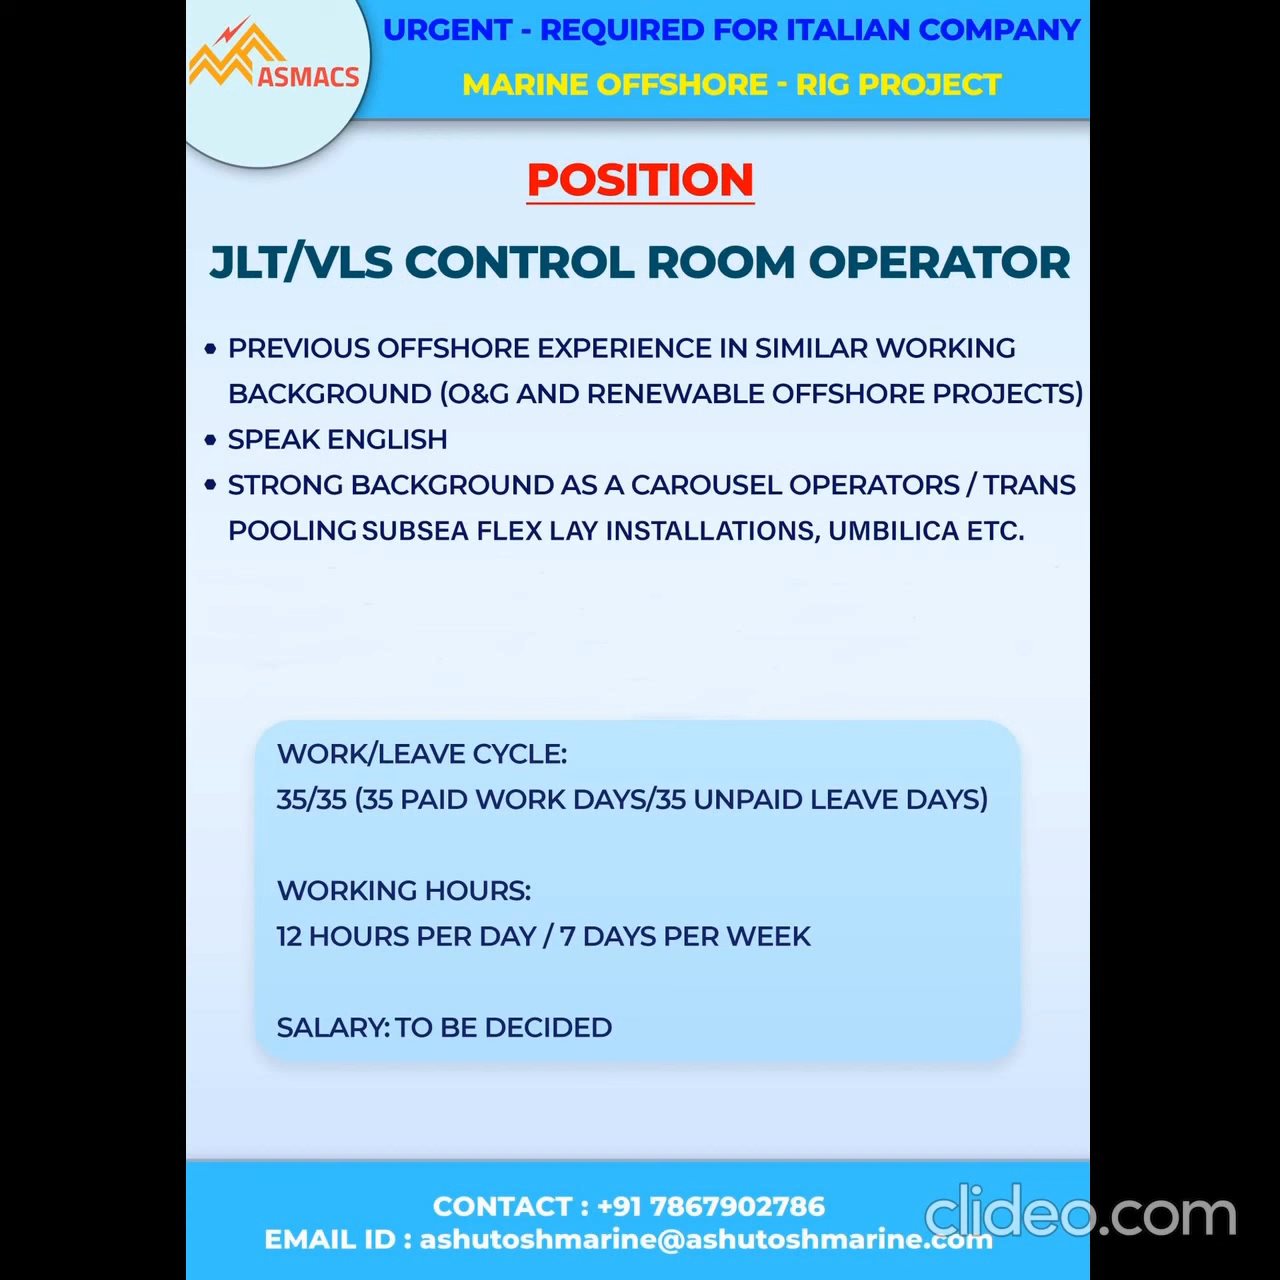 ASMACS
URGENT - REQUIRED FOR ITALIAN COMPANY
MARINE OFFSHORE - RIG PROJECT
POSITION
JLT/VLS CONTROL ROOM OPERATOR
• PREVIOUS OFFSHORE EXPERIENCE IN SIMILAR WORKING
BACKGROUND (O&G AND RENEWABLE OFFSHORE PROJECTS)
• SPEAK ENGLISH
• STRONG BACKGROUND AS A CAROUSEL OPERATORS / TRANS
POOLING SUBSEA FLEX LAY INSTALLATIONS, UMBILICA ETC.
WORK/LEAVE CYCLE:
35/35 (35 PAID WORK DAYS/35 UNPAID LEAVE DAYS)
WORKING HOURS:
12 HOURS PER DAY / 7 DAYS PER WEEK
SALARY: TO BE DECIDED
CONTACT : +91 7867902786
EMAIL ID : ashutoshmarine@ashutoshmarine.com
clideo.com